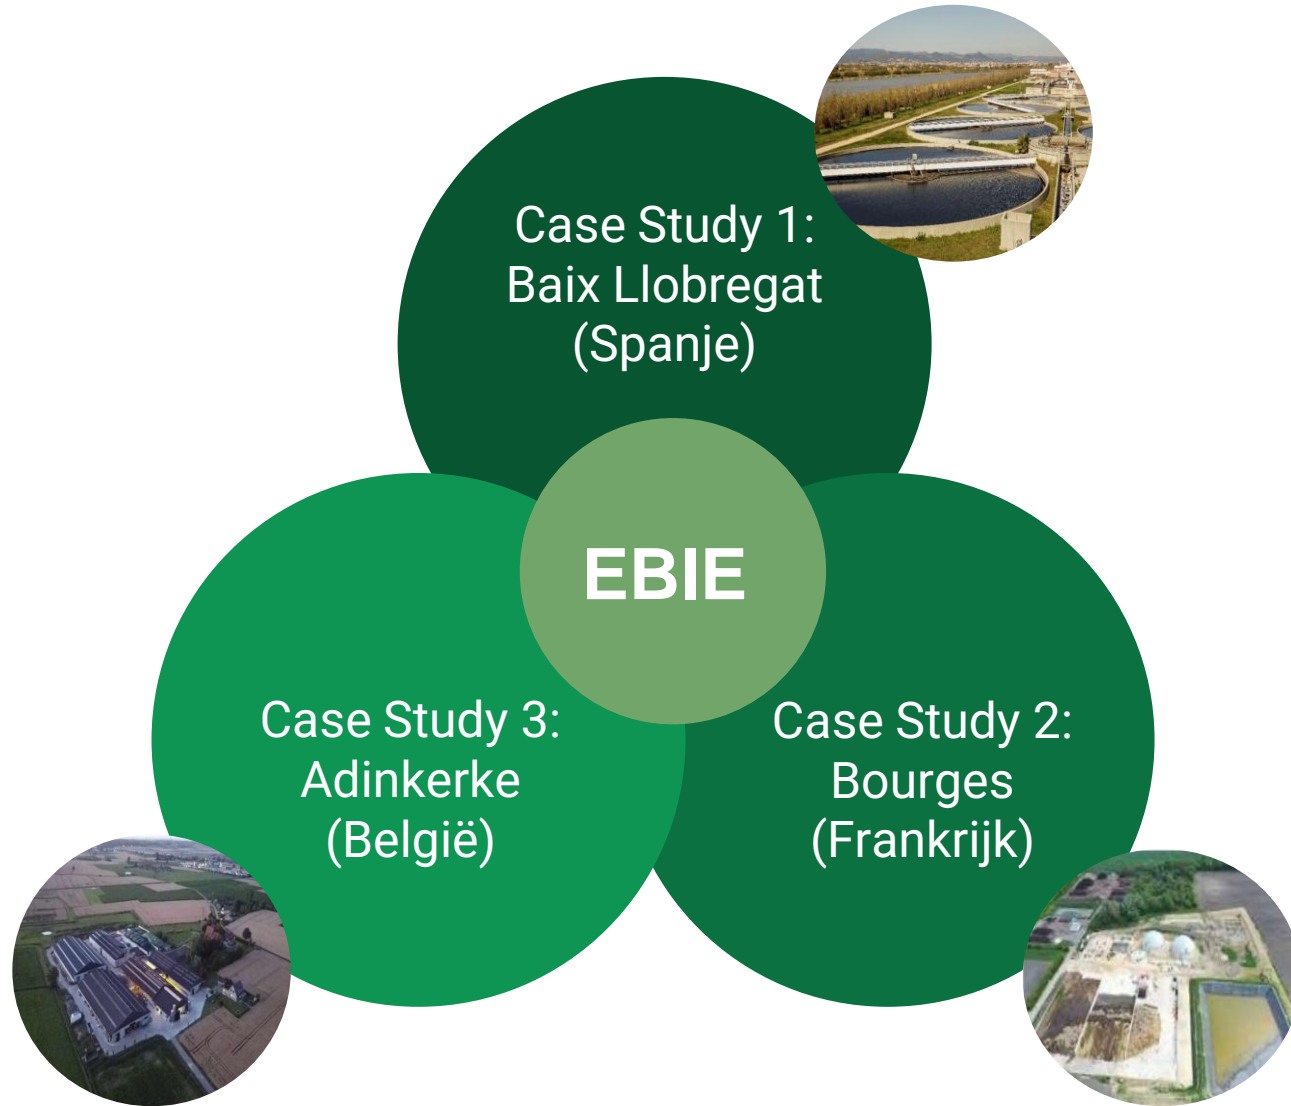 Case Study 1:
Baix Llobregat
(Spanje)
EBIE
Case Study 3:
Adinkerke
(België)
Case Study 2:
Bourges
(Frankrijk)